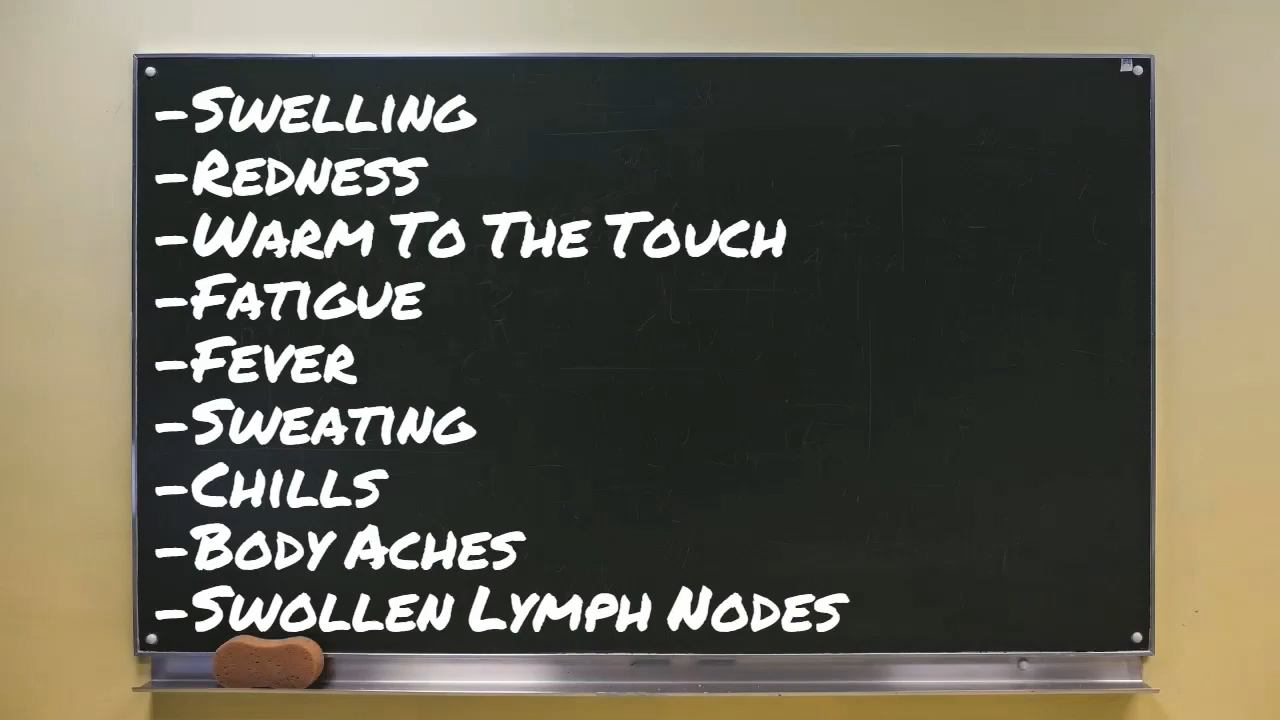 -Swelling
-Redness
-Warm To The Touch
-Fatigue
-Fever
-Sweating
-Chills
-Body Aches
-Swollen Lymph Nodes